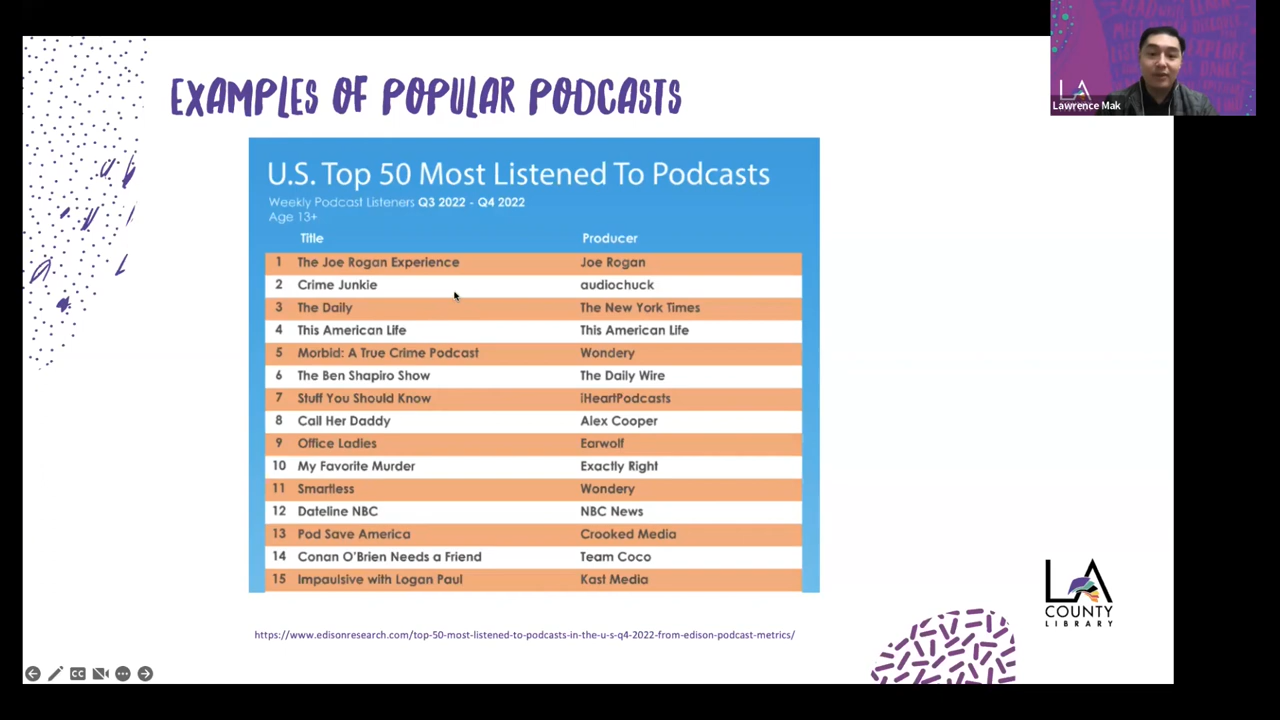 EXAMPLES OF POPULAR PODCASTS
U.S. Top 50 Most Listened To Podcasts
Weekly Podcast Listeners Q3 2022 - Q4 2022
Age 13+
Title Producer
1 The Joe Rogan Experience Joe Rogan
2 Crime Junkie audiochuck
3 The Daily The New York Times
4 This American Life This American Life
5 Morbid: A True Crime Podcast Wondery
6 The Ben Shapiro Show The Daily Wire
7 Stuff You Should Know iHeartPodcasts
8 Call Her Daddy Alex Cooper
9 Office Ladies Earwolf
10 My Favorite Murder Exactly Right
11 Smartless Wondery
12 Dateline NBC NBC News
13 Pod Save America Crooked Media
14 Conan O'Brien Needs a Friend Team Coco
15 Impaulsive with Logan Paul Kast Media
https://www.edisonresearch.com/top-50-most-listened-to-podcasts-in-the-u-s-q4-2022-from-edison-podcast-metrics/
LA
COUNTY
LIBRARY
LA
Lawrence Mak
CC